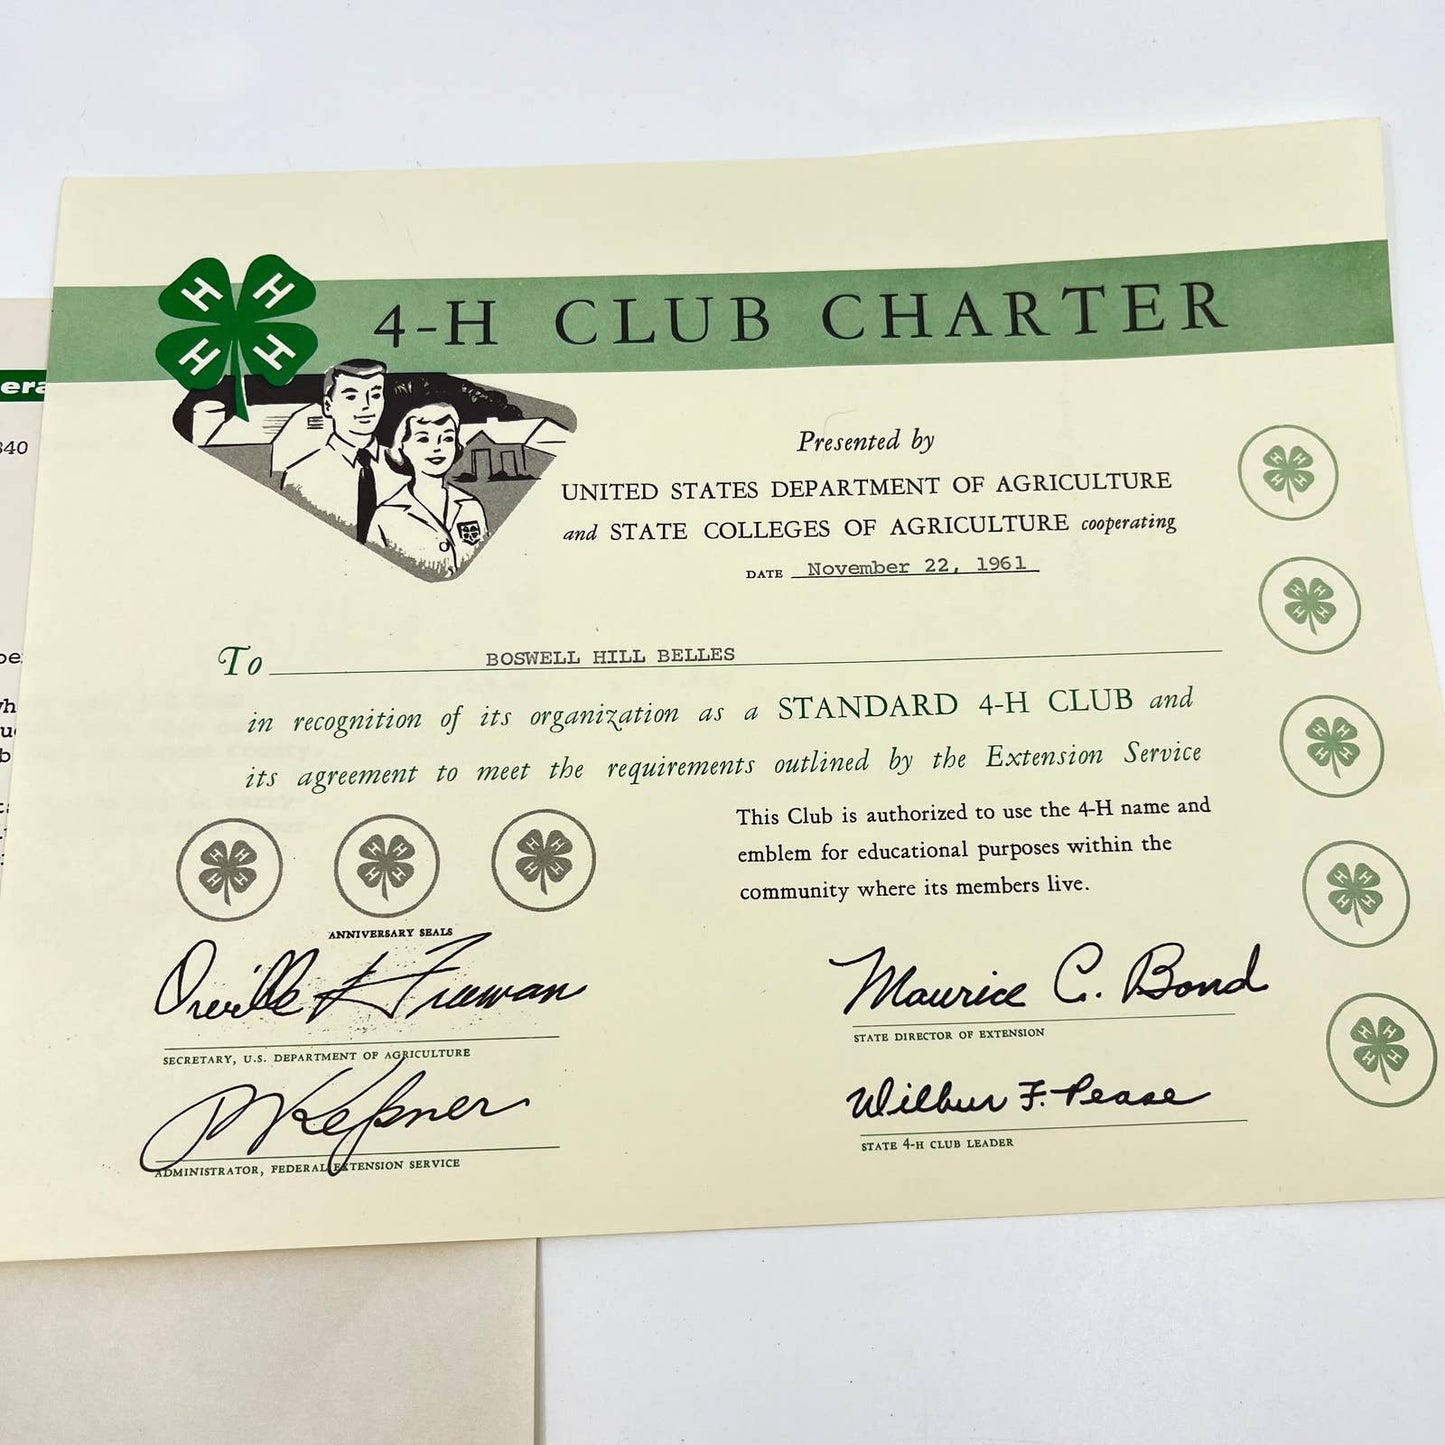 H H
H H
4-H CLUB CHARTER
Presented by
UNITED STATES DEPARTMENT OF AGRICULTURE
and STATE COLLEGES OF AGRICULTURE cooperating
DATE November 22, 1961
To BOSWELL HILL BELLES
in recognition of its organization as a STANDARD 4-H CLUB and
its agreement to meet the requirements outlined by the Extension Service
This Club is authorized to use the 4-H name and
emblem for educational purposes within the
community where its members live.
ANNIVERSARY SEALS
Orville L Freeman
SECRETARY, U.S. DEPARTMENT OF AGRICULTURE
Maurice C. Bond
STATE DIRECTOR OF EXTENSION
P V Kepner
ADMINISTRATOR, FEDERAL EXTENSION SERVICE
Wilbur F. Pease
STATE 4-H CLUB LEADER